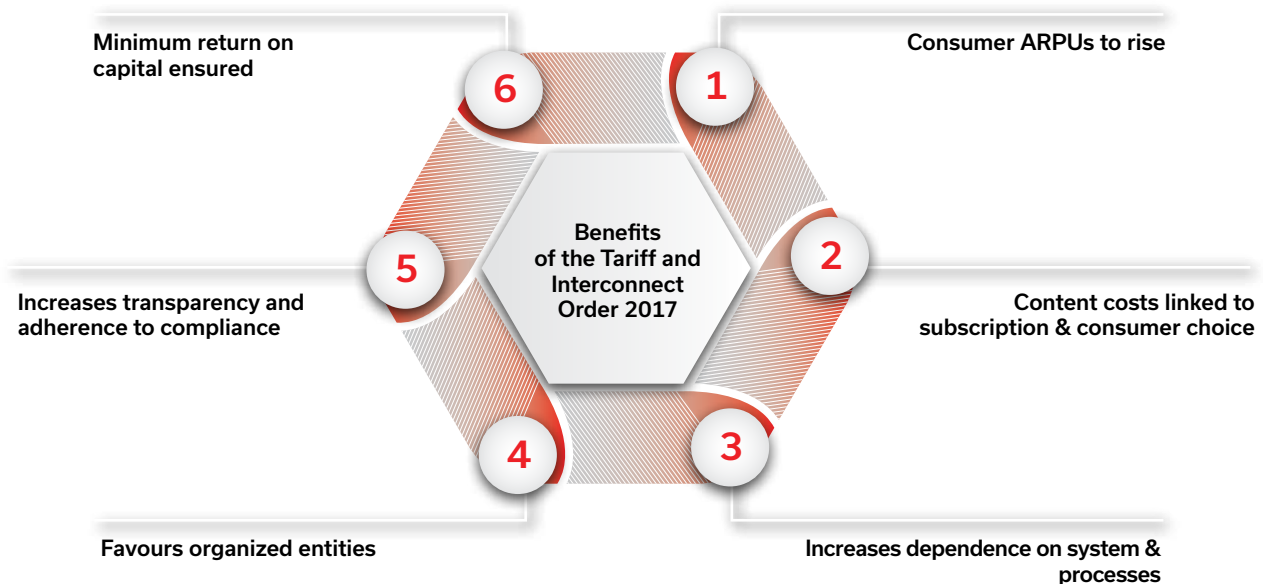 Benefits
of the Tariff and
Interconnect
Order 2017
1
Consumer ARPUs to rise
2
Content costs linked to
subscription & consumer choice
3
Increases dependence on system &
processes
4
Favours organized entities
5
Increases transparency and
adherence to compliance
6
Minimum return on
capital ensured